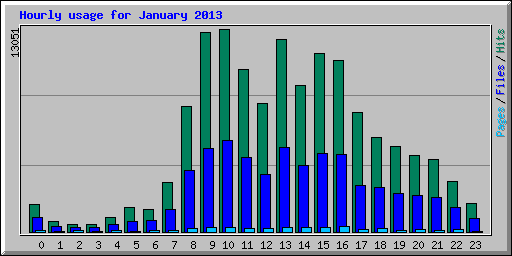 Hourly usage for January 2013
13051
Pages / Files / Hits
0 1 2 3 4 5 6 7 8 9 10 11 12 13 14 15 16 17 18 19 20 21 22 23